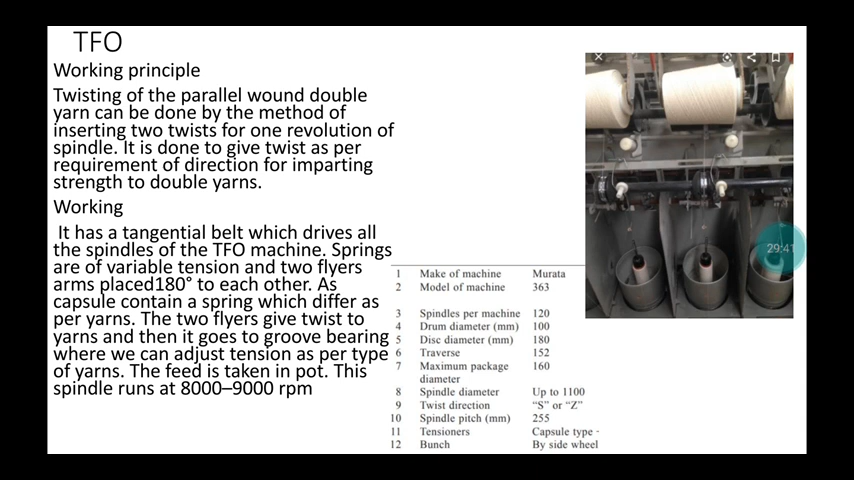 TFO
Working principle
Twisting of the parallel wound double
yarn can be done by the method of
inserting two twists for one revolution of
spindle. It is done to give twist as per
requirement of direction for imparting
strength to double yarns.
Working
It has a tangential belt which drives all
the spindles of the TFO machine. Springs
are of variable tension and two flyers
arms placed180° to each other. As
capsule contain a spring which differ as
per yarns. The two flyers give twist to
yarns and then it goes to groove bearing
where we can adjust tension as per type
of yarns. The feed is taken in pot. This
spindle runs at 8000–9000 rpm
1 Make of machine Murata
2 Model of machine 363
3 Spindles per machine 120
4 Drum diameter (mm) 100
5 Disc diameter (mm) 180
6 Traverse 152
7 Maximum package 160
diameter
8 Spindle diameter Up to 1100
9 Twist direction "S" or "Z"
10 Spindle pitch (mm) 255
11 Tensioners Capsule type -
12 Bunch By side wheel
29:41